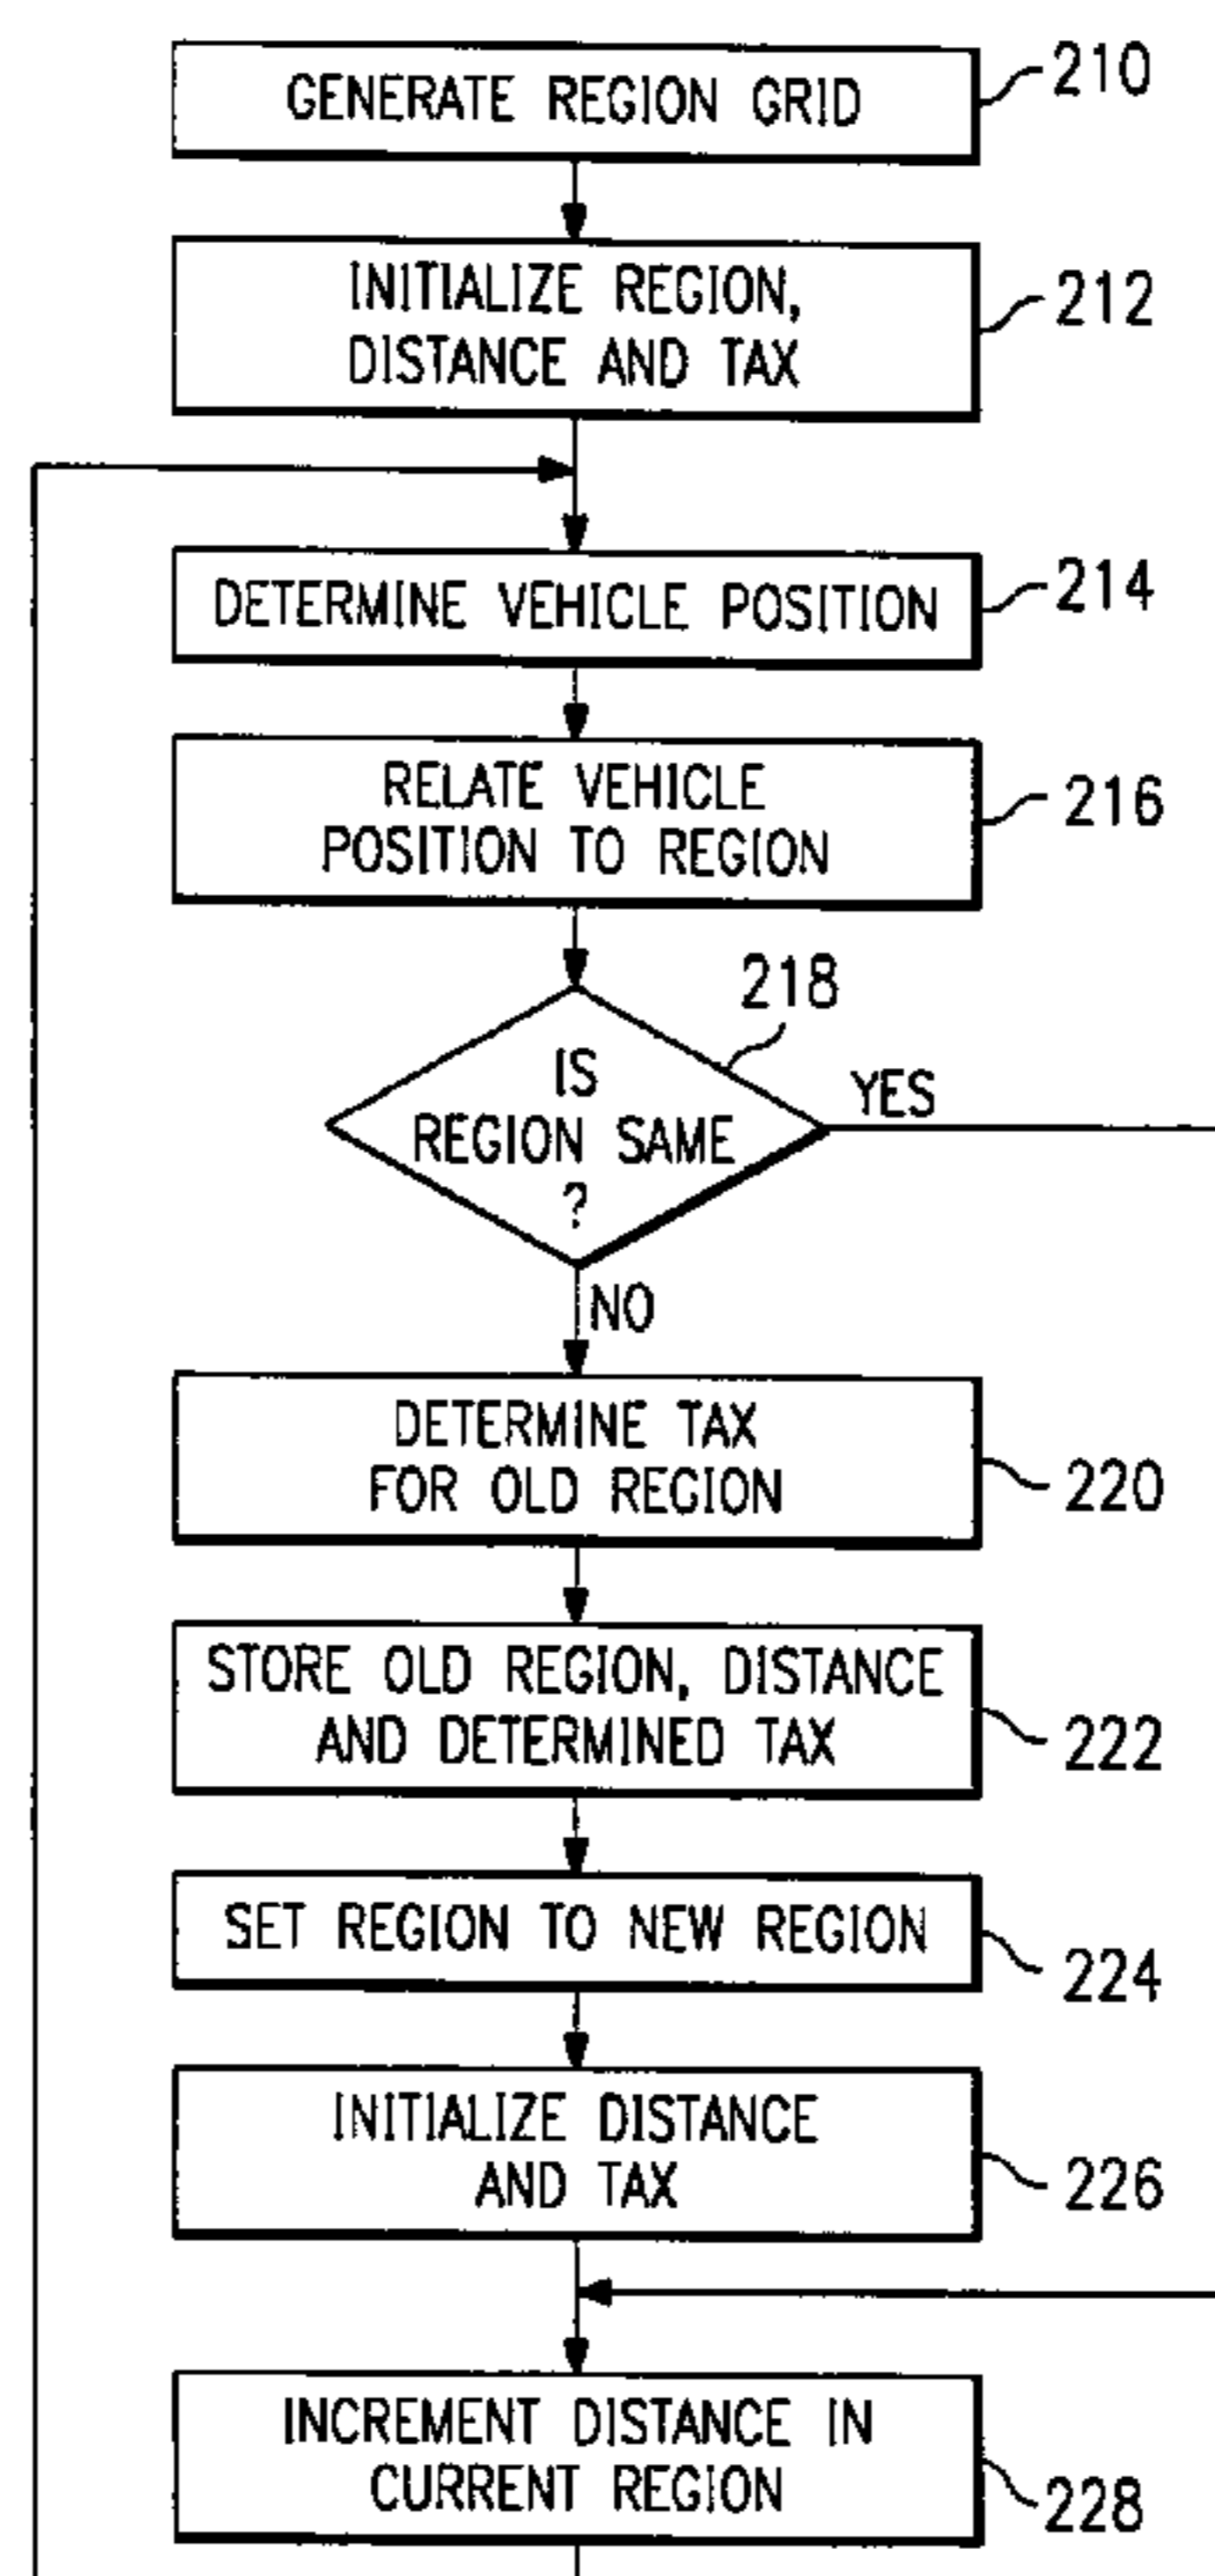 GENERATE REGION GRID
210
INITIALIZE REGION,
DISTANCE AND TAX
212
DETERMINE VEHICLE POSITION
214
RELATE VEHICLE
POSITION TO REGION
216
218
IS
REGION SAME
?
YES
NO
DETERMINE TAX
FOR OLD REGION
220
STORE OLD REGION, DISTANCE
AND DETERMINED TAX
222
SET REGION TO NEW REGION
224
INITIALIZE DISTANCE
AND TAX
226
INCREMENT DISTANCE IN
CURRENT REGION
228